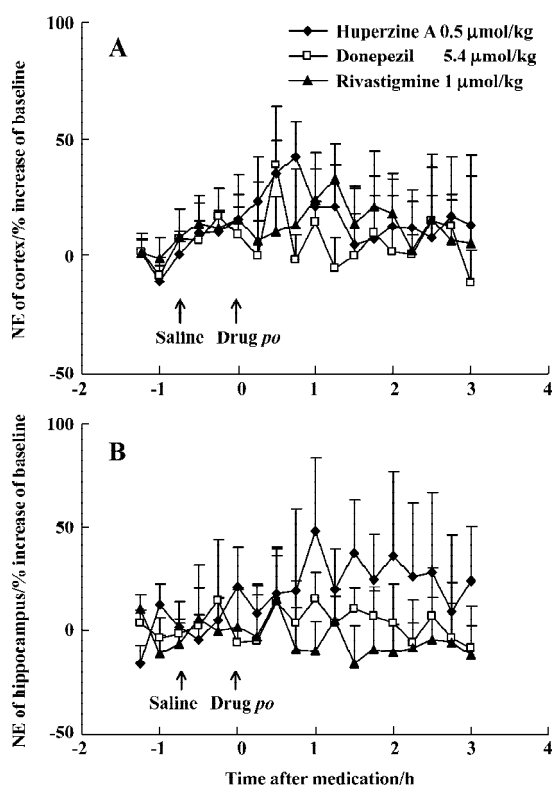 A
Huperzine A 0.5 μmol/kg
Donepezil 5.4 μmol/kg
Rivastigmine 1 μmol/kg
NE of cortex/% increase of baseline
100
50
0
-50
Saline Drug po
-2 -1 0 1 2 3 4
B
NE of hippocampus/% increase of baseline
100
50
0
-50
Saline Drug po
-2 -1 0 1 2 3 4
Time after medication/h